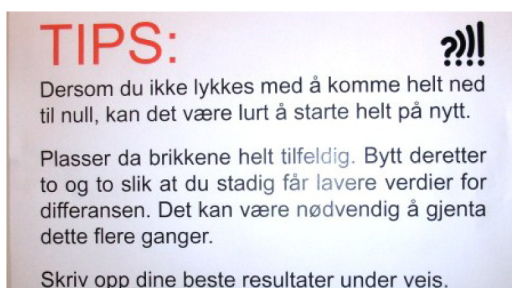 TIPS:
?))!!
Dersom du ikke lykkes med å komme helt ned
til null, kan det være lurt å starte helt på nytt.
Plasser da brikkene helt tilfeldig. Bytt deretter
to og to slik at du stadig får lavere verdier for
differansen. Det kan være nødvendig å gjenta
dette flere ganger.
Skriv opp dine beste resultater under veis.